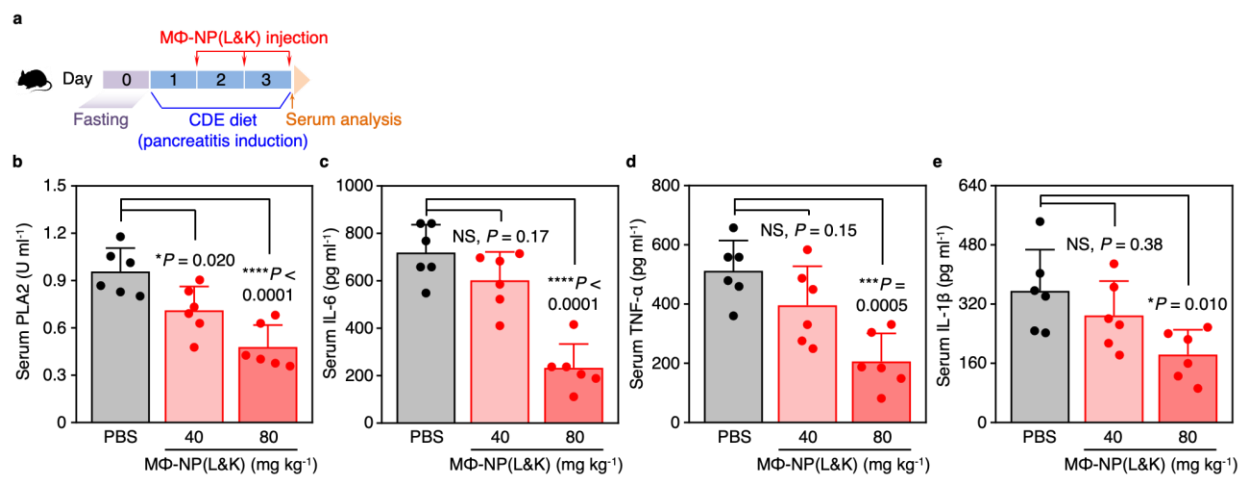 a
MΦ-NP(L&K) injection
Day 0 1 2 3
Fasting
CDE diet
(pancreatitis induction)
Serum analysis
b
Serum PLA2 (U ml⁻¹)
1.5
1.2
0.9
0.6
0.3
0
*P = 0.020
****P <
0.0001
PBS 40 80
MΦ-NP(L&K) (mg kg⁻¹)
c
Serum IL-6 (pg ml⁻¹)
1000
800
600
400
200
0
NS, P = 0.17
****P <
0.0001
PBS 40 80
MΦ-NP(L&K) (mg kg⁻¹)
d
Serum TNF-α (pg ml⁻¹)
800
600
400
200
0
NS, P = 0.15
***P =
0.0005
PBS 40 80
MΦ-NP(L&K) (mg kg⁻¹)
e
Serum IL-1β (pg ml⁻¹)
640
480
320
160
0
NS, P = 0.38
*P = 0.010
PBS 40 80
MΦ-NP(L&K) (mg kg⁻¹)